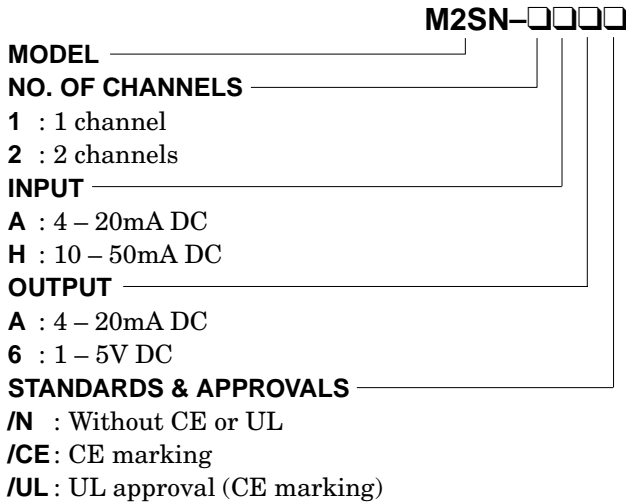 M2SN–❑❑❑❑
MODEL
NO. OF CHANNELS
1 : 1 channel
2 : 2 channels
INPUT
A : 4 – 20mA DC
H : 10 – 50mA DC
OUTPUT
A : 4 – 20mA DC
6 : 1 – 5V DC
STANDARDS & APPROVALS
/N : Without CE or UL
/CE : CE marking
/UL : UL approval (CE marking)